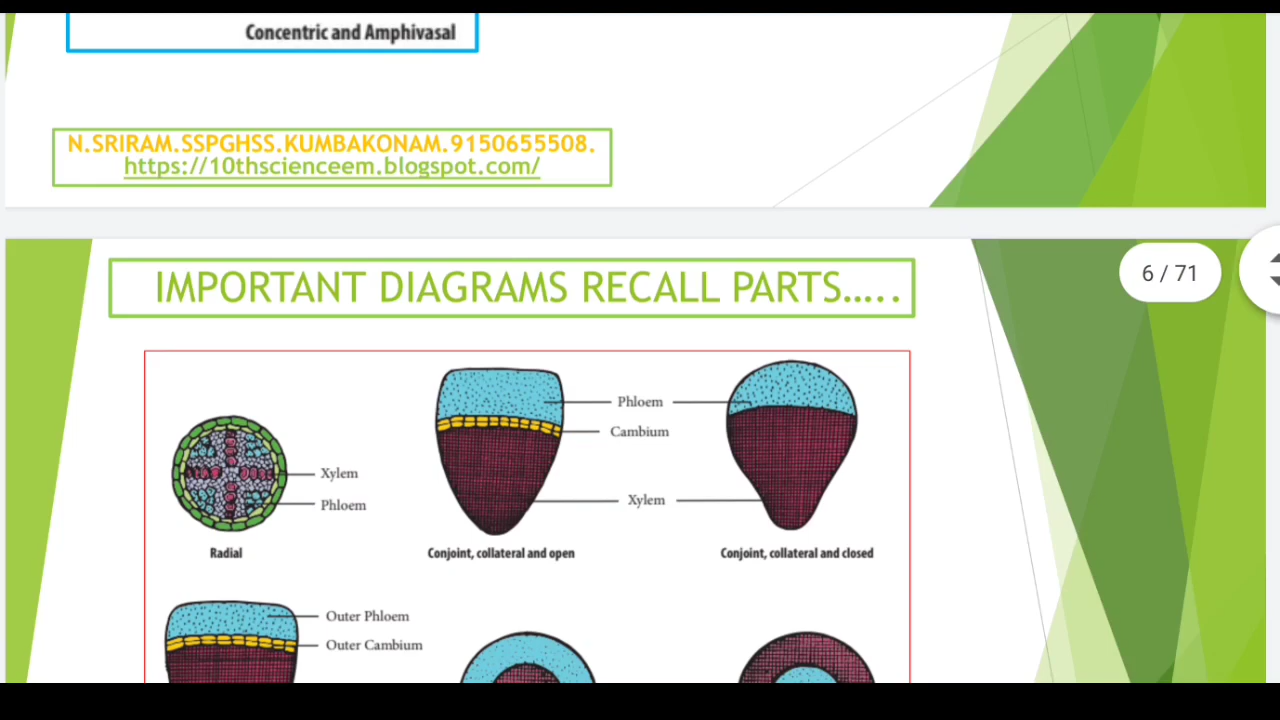 Concentric and Amphivasal
N.SRIRAM.SSPGHSS.KUMBAKONAM.9150655508.
https://10thscienceem.blogspot.com/
IMPORTANT DIAGRAMS RECALL PARTS.....
6 / 71
Phloem
Cambium
Xylem
Phloem
Xylem
Radial
Conjoint, collateral and open
Conjoint, collateral and closed
Outer Phloem
Outer Cambium